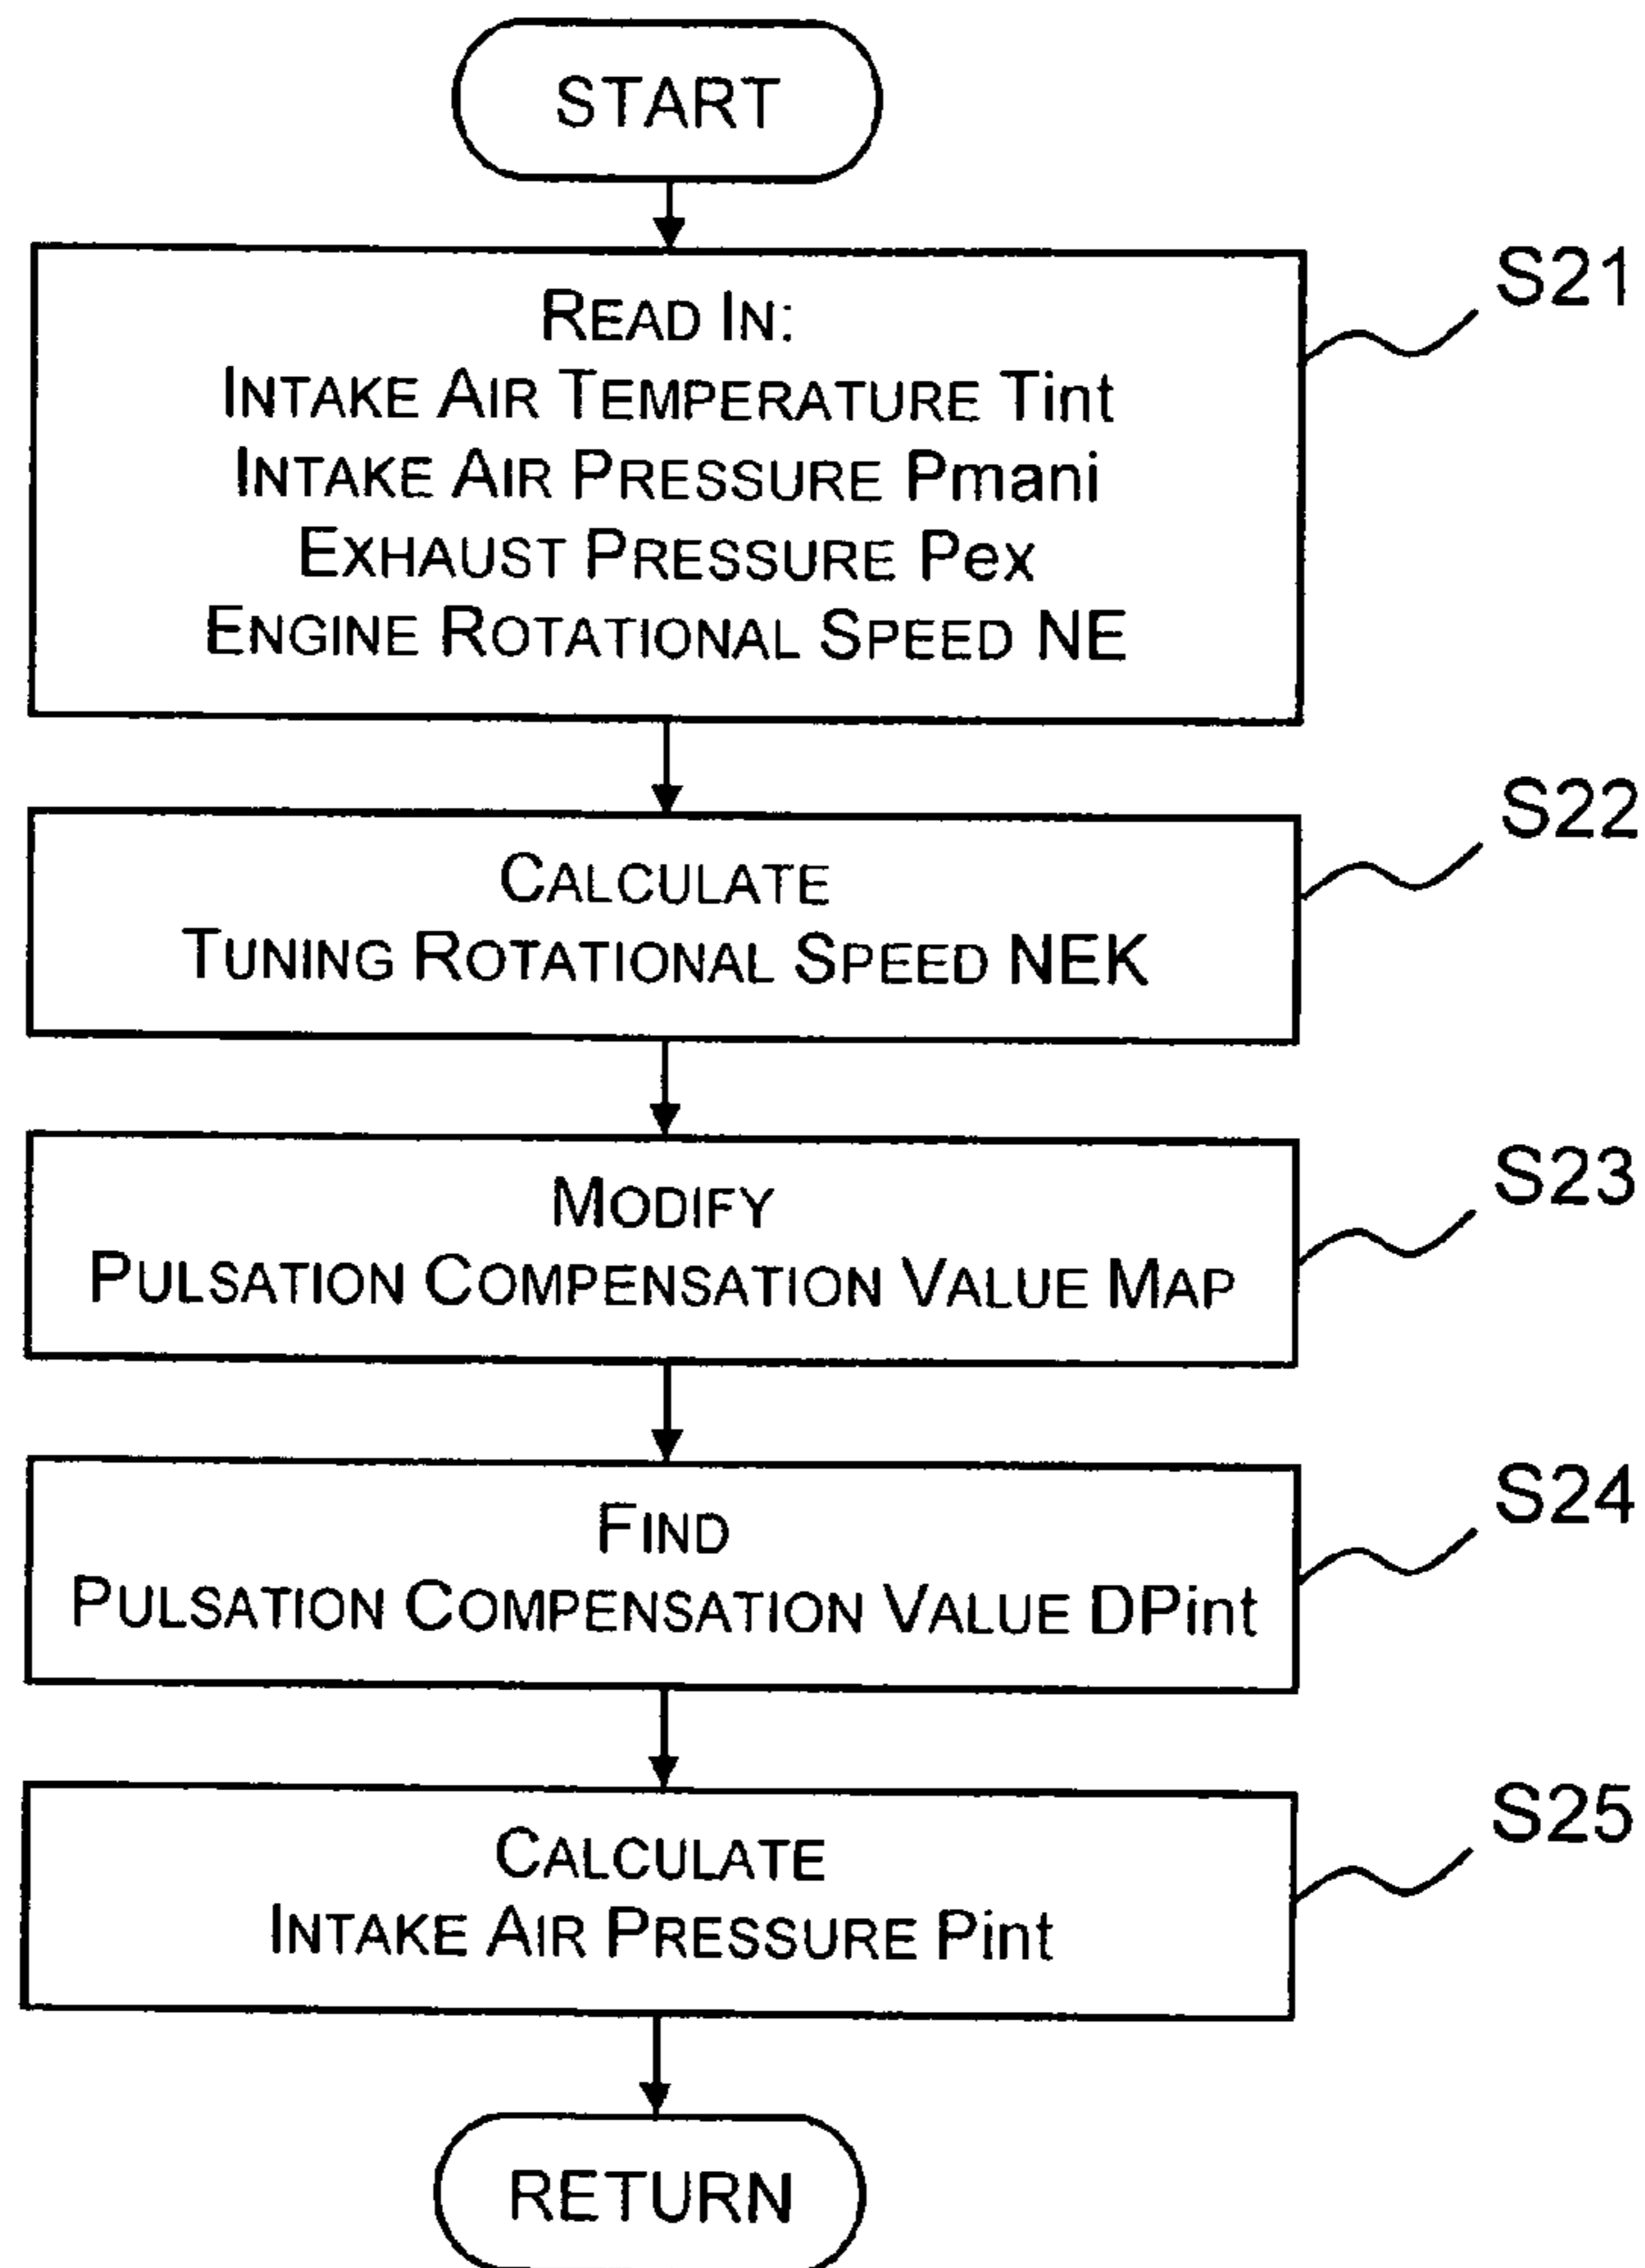 START
S21
READ IN:
INTAKE AIR TEMPERATURE Tint
INTAKE AIR PRESSURE Pmani
EXHAUST PRESSURE Pex
ENGINE ROTATIONAL SPEED NE
S22
CALCULATE
TUNING ROTATIONAL SPEED NEK
S23
MODIFY
PULSATION COMPENSATION VALUE MAP
S24
FIND
PULSATION COMPENSATION VALUE DPint
S25
CALCULATE
INTAKE AIR PRESSURE Pint
RETURN